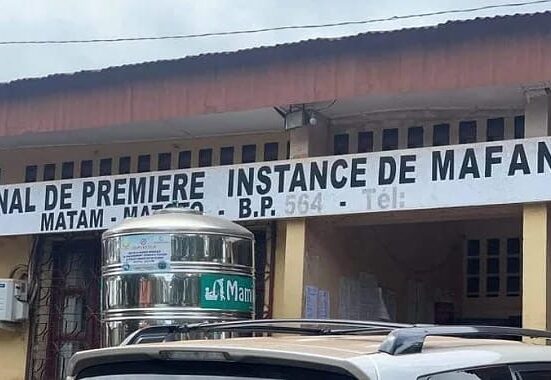 NAL DE PREMIERE INSTANCE DE MAFAN
MATAM - MATOTO - B.P. 564 - Tél:
Mam